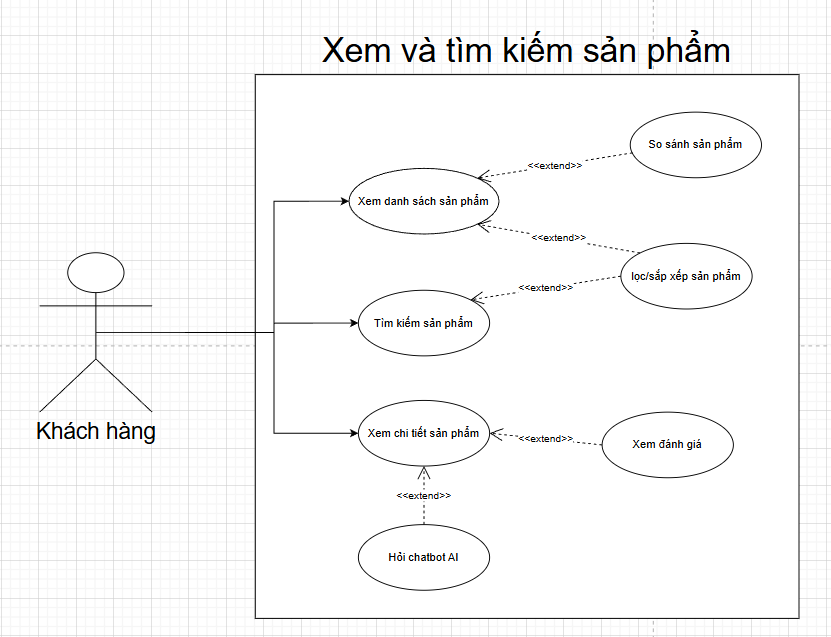 Xem và tìm kiếm sản phẩm
So sánh sản phẩm
<<extend>>
Xem danh sách sản phẩm
<<extend>>
lọc/sắp xếp sản phẩm
<<extend>>
Tìm kiếm sản phẩm
Khách hàng
Xem chi tiết sản phẩm
<<extend>>
Xem đánh giá
<<extend>>
Hỏi chatbot AI